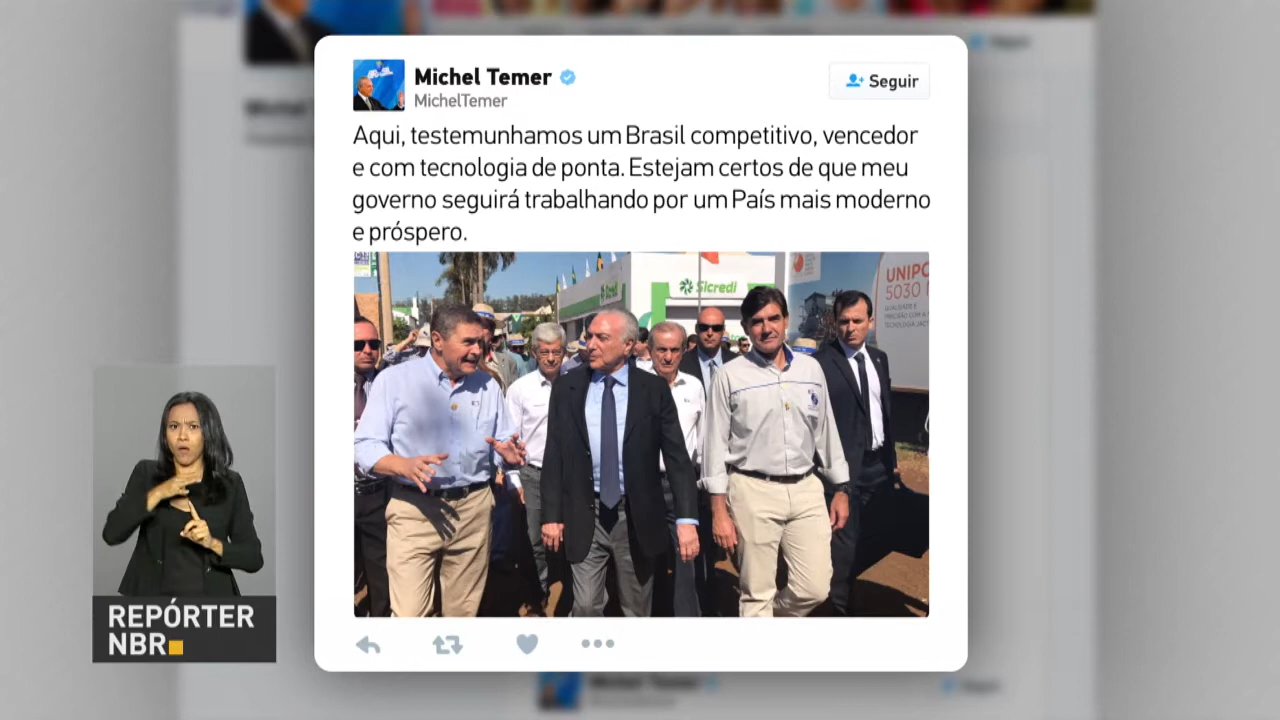 Michel Temer
MichelTemer
Seguir
Aqui, testemunhamos um Brasil competitivo, vencedor
e com tecnologia de ponta. Estejam certos de que meu
governo seguirá trabalhando por um País mais moderno
e próspero.
Sicredi
UNIPO
5030
REPÓRTER
NBR